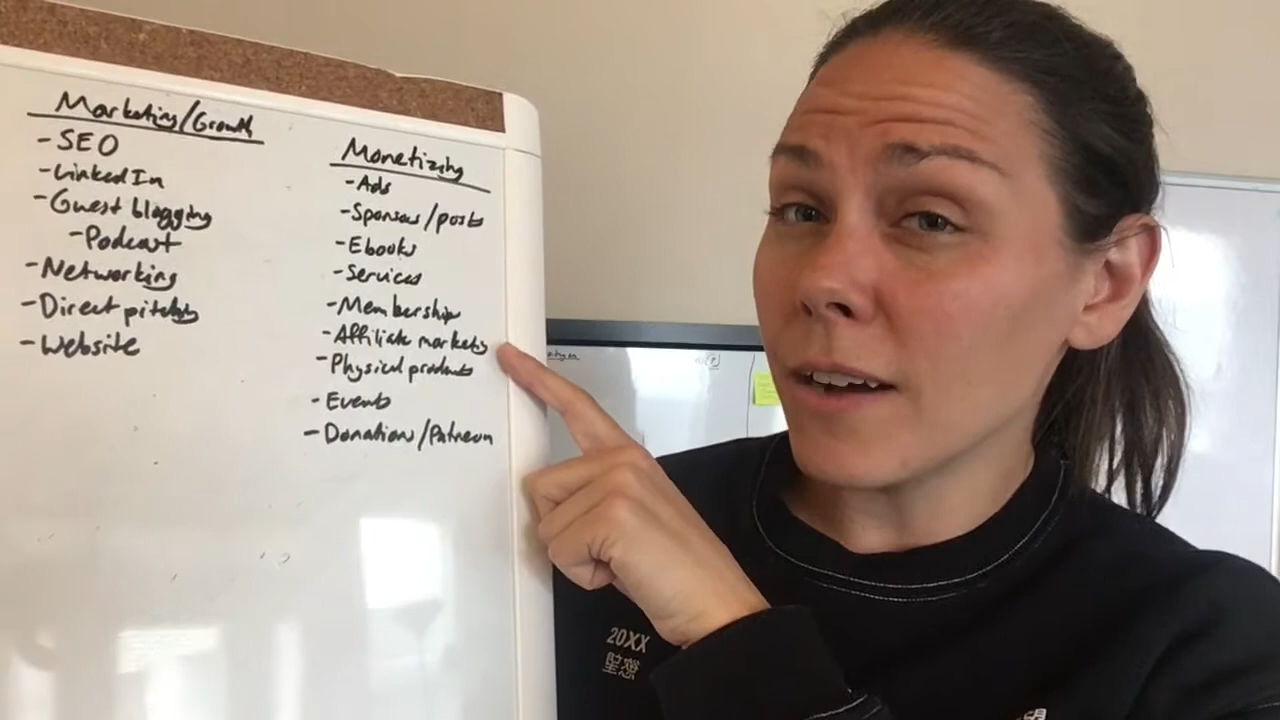 Marketing/Growth
- SEO
- LinkedIn
- Guest blogging
- Podcast
- Networking
- Direct pitching
- Website
Monetizing
- Ads
- Sponsors/posts
- Ebooks
- Services
- Membership
- Affiliate marketing
- Physical products
- Events
- Donation/Patreon
20XX